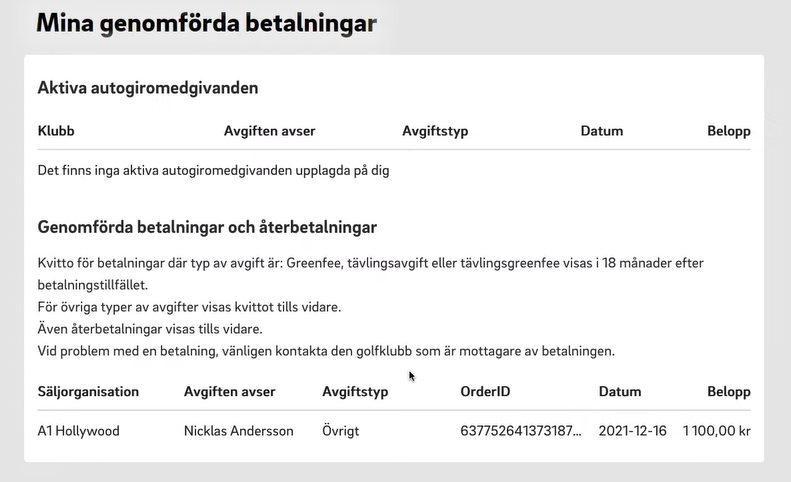 Mina genomförda betalningar
Aktiva autogiromedgivanden
Klubb Avgiften avser Avgiftstyp Datum Belopp
Det finns inga aktiva autogiromedgivanden upplagda på dig
Genomförda betalningar och återbetalningar
Kvitto för betalningar där typ av avgift är: Greenfee, tävlingsavgift eller tävlingsgreenfee visas i 18 månader efter
betalningstillfället.
För övriga typer av avgifter visas kvittot tills vidare.
Även återbetalningar visas tills vidare.
Vid problem med en betalning, vänligen kontakta den golfklubb som är mottagare av betalningen.
Säljorganisation Avgiften avser Avgiftstyp OrderID Datum Belopp
A1 Hollywood Nicklas Andersson Övrigt 637752641373187... 2021-12-16 1 100,00 kr